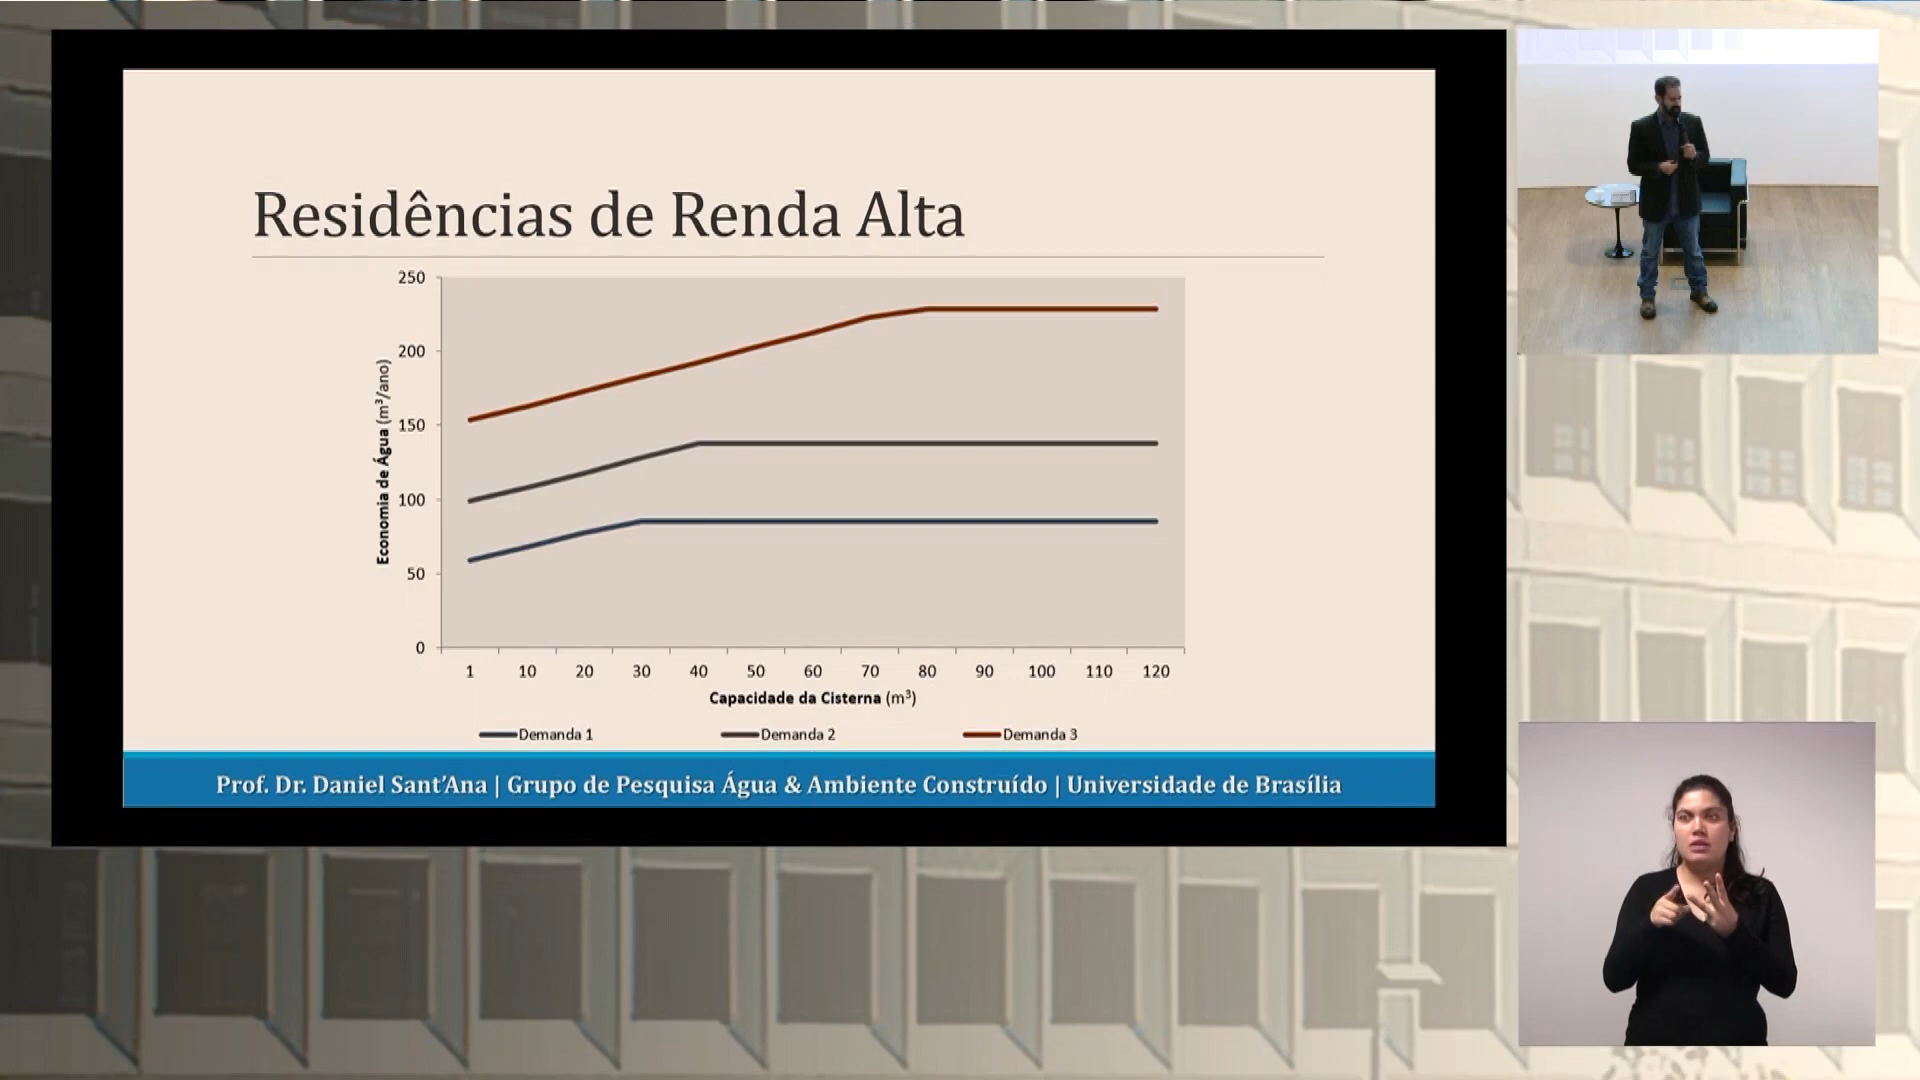 Residências de Renda Alta
250
200
150
100
50
0
Economia de Água (m³/ano)
1 10 20 30 40 50 60 70 80 90 100 110 120
Capacidade da Cisterna (m³)
Demanda 1 Demanda 2 Demanda 3
Prof. Dr. Daniel Sant’Ana | Grupo de Pesquisa Água & Ambiente Construído | Universidade de Brasília